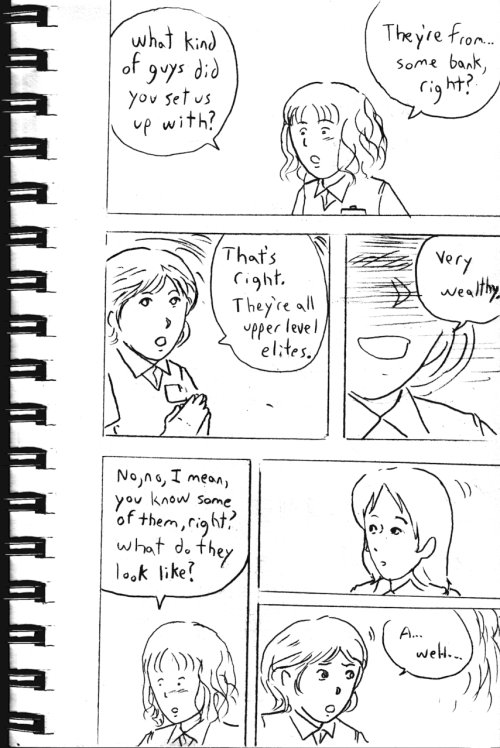 What kind
of guys did
you set us
up with?
They're from...
some bank,
right?
That's
right.
They're all
upper level
elites.
Very
wealthy.
No, no, I mean,
you know some
of them, right?
What do they
look like?
A...
well...